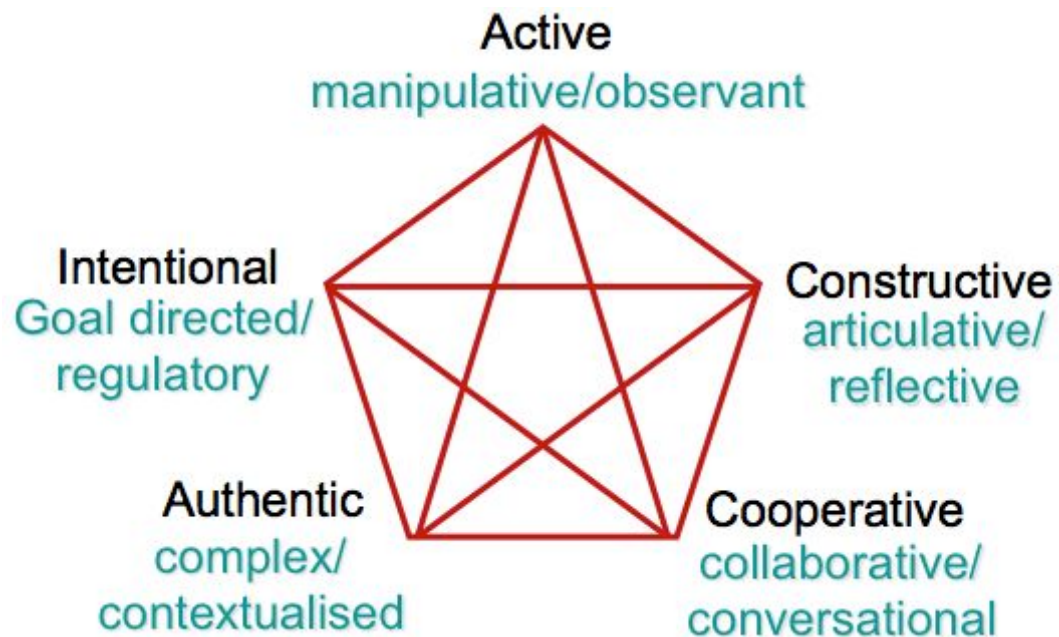 Active
manipulative/observant
Intentional
Goal directed/
regulatory
Constructive
articulative/
reflective
Authentic
complex/
contextualised
Cooperative
collaborative/
conversational